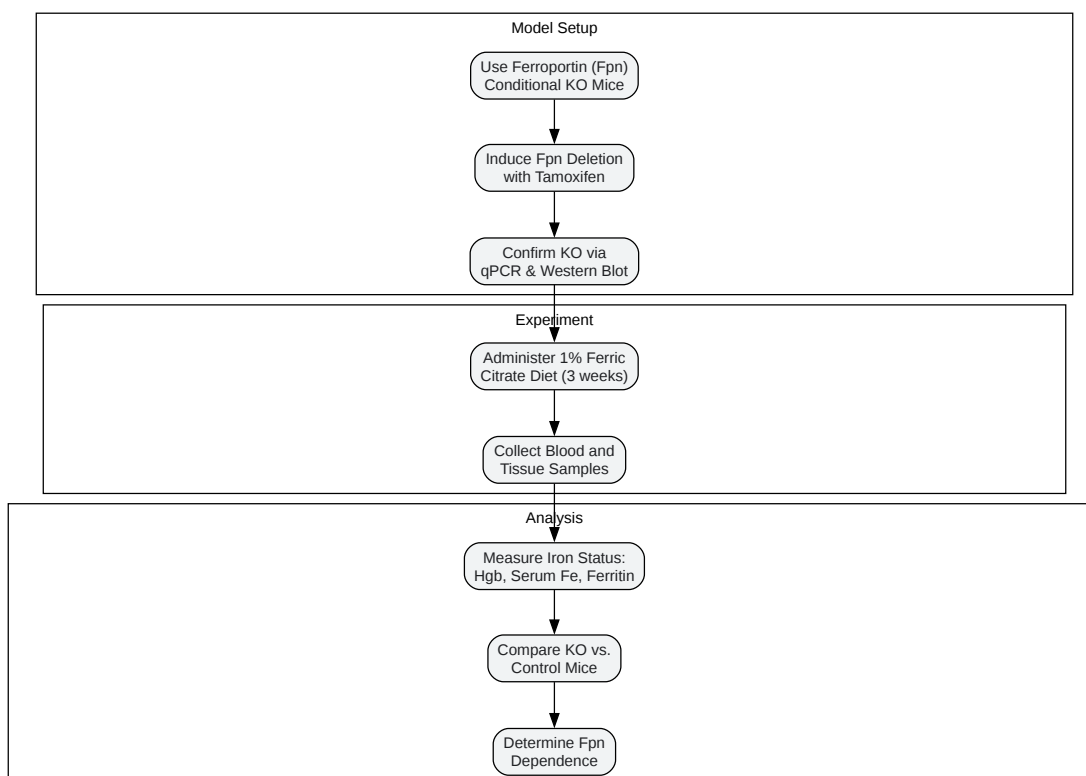 Model Setup
Use Ferroportin (Fpn)
Conditional KO Mice
Induce Fpn Deletion
with Tamoxifen
Confirm KO via
qPCR & Western Blot
Experiment
Administer 1% Ferric
Citrate Diet (3 weeks)
Collect Blood and
Tissue Samples
Analysis
Measure Iron Status:
Hgb, Serum Fe, Ferritin
Compare KO vs.
Control Mice
Determine Fpn
Dependence